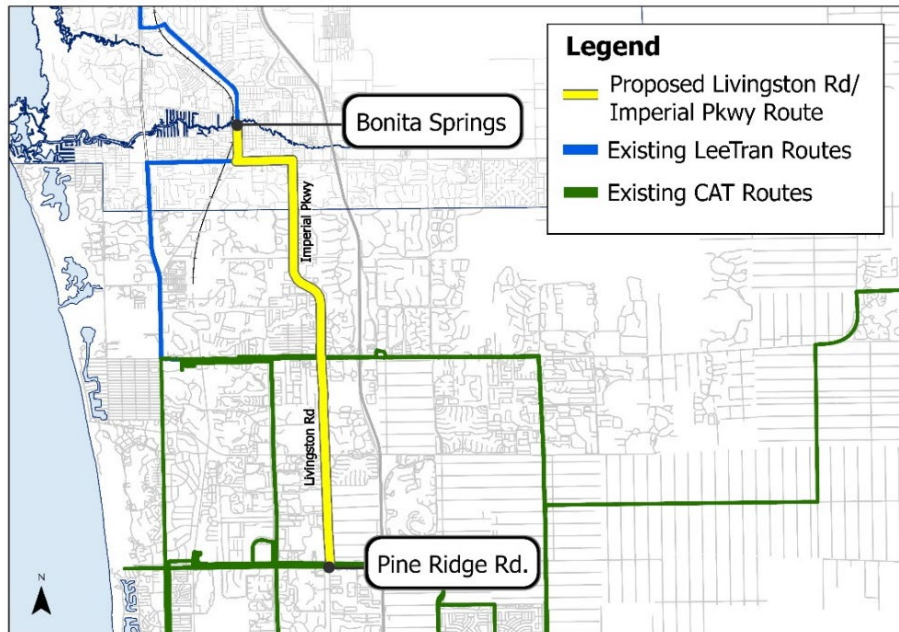 Legend
Proposed Livingston Rd/
Imperial Pkwy Route
Existing LeeTran Routes
Existing CAT Routes
Bonita Springs
Imperial Pkwy
Livingston Rd
Pine Ridge Rd.
N